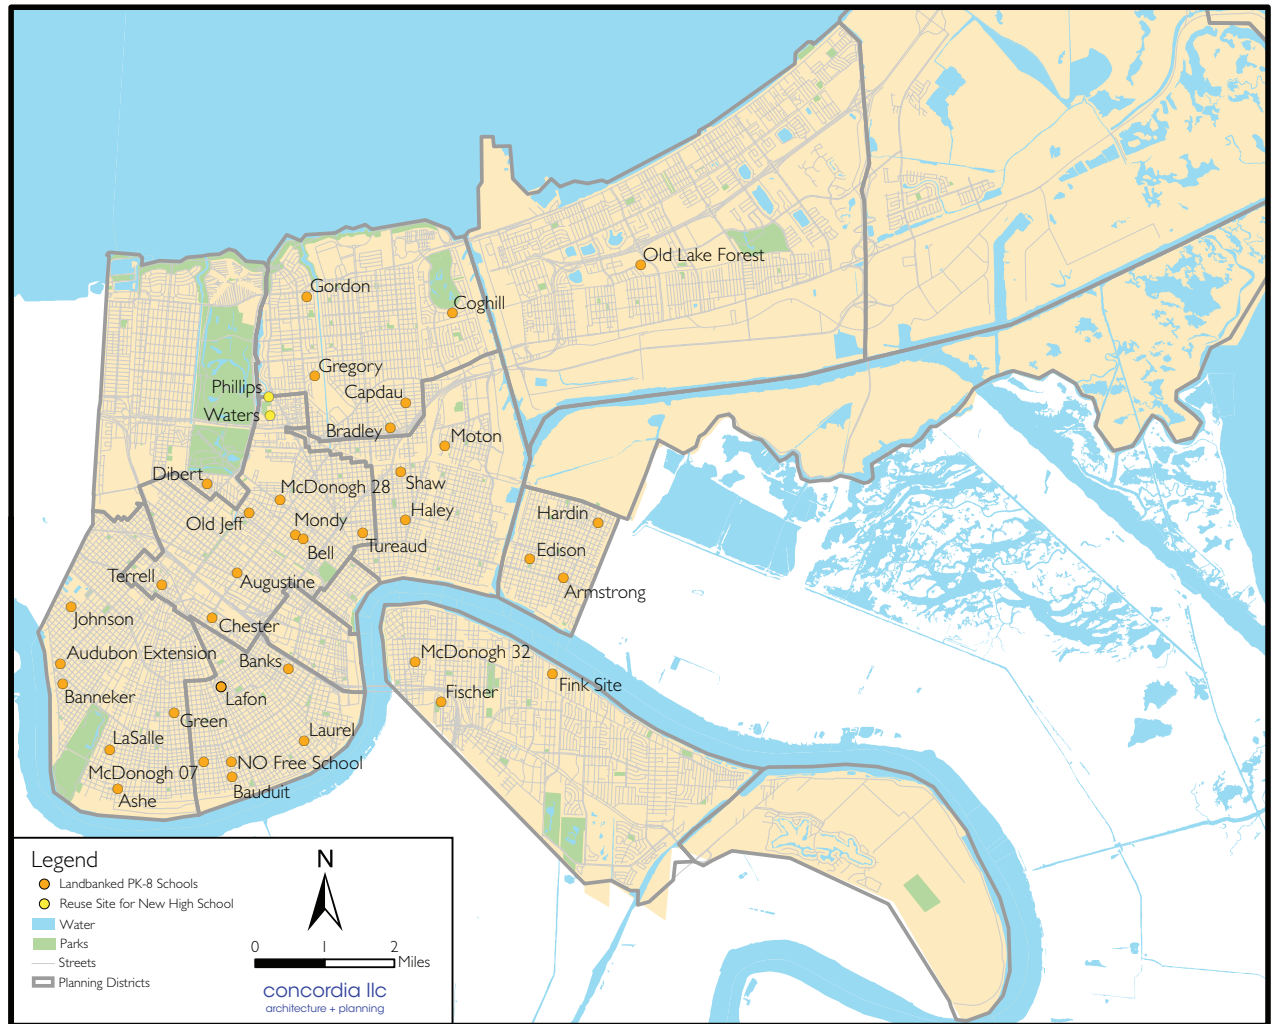 Old Lake Forest
Gordon
Coghill
Gregory
Phillips
Capdau
Waters
Bradley
Moton
Dibert
McDonogh 28
Shaw
Old Jeff
Mondy
Haley
Hardin
Bell
Tureaud
Edison
Terrell
Augustine
Armstrong
Johnson
Chester
Audubon Extension
Banks
McDonogh 32
Fink Site
Banneker
Lafon
Fischer
Green
LaSalle
Laurel
McDonogh 07
NO Free School
Ashe
Bauduit
Legend
Landbanked PK-8 Schools
Reuse Site for New High School
Water
Parks
Streets
Planning Districts
N
0 1 2
Miles
concordia llc
architecture + planning